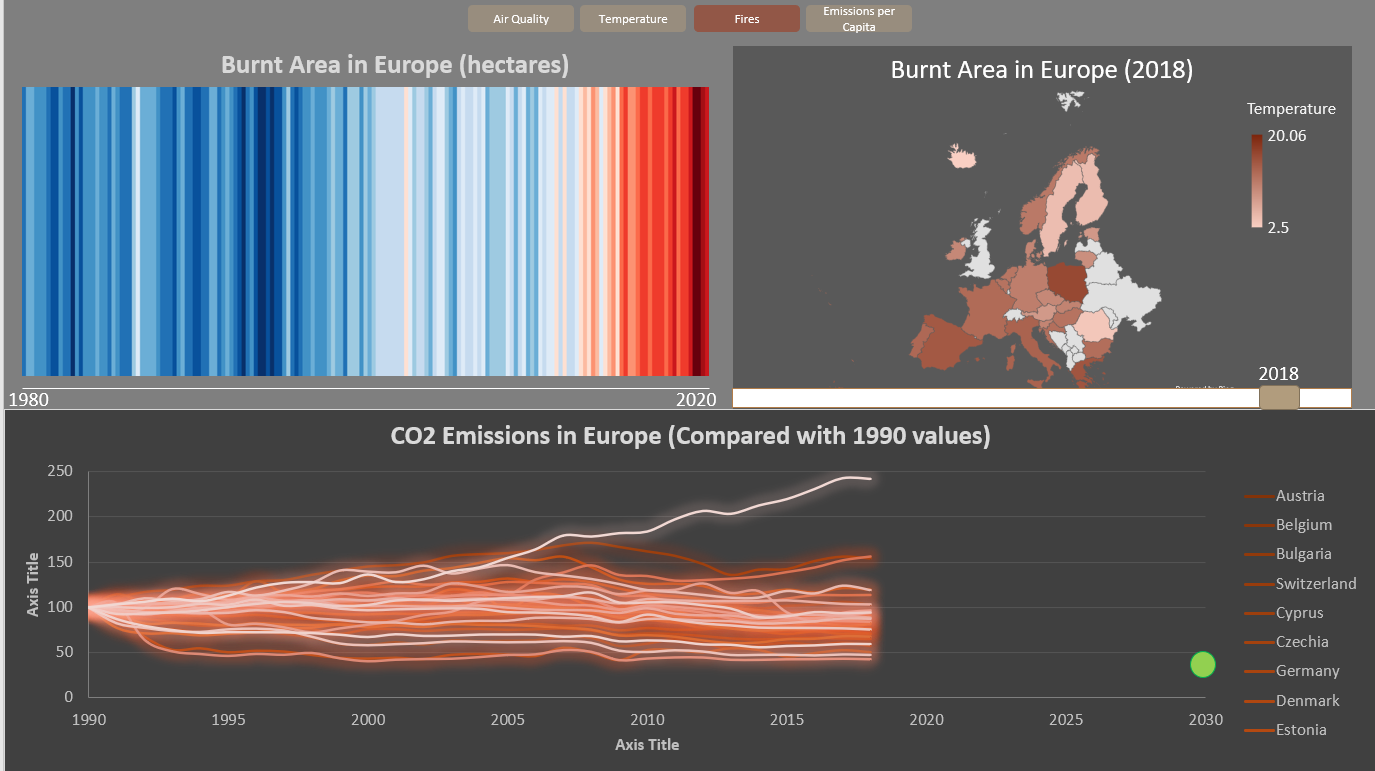 Air Quality
Temperature
Fires
Emissions per
Capita
Burnt Area in Europe (hectares)
1980
2020
Burnt Area in Europe (2018)
Temperature
20.06
2.5
2018
CO2 Emissions in Europe (Compared with 1990 values)
Axis Title
250
200
150
100
50
0
1990
1995
2000
2005
2010
2015
2020
2025
2030
Axis Title
Austria
Belgium
Bulgaria
Switzerland
Cyprus
Czechia
Germany
Denmark
Estonia